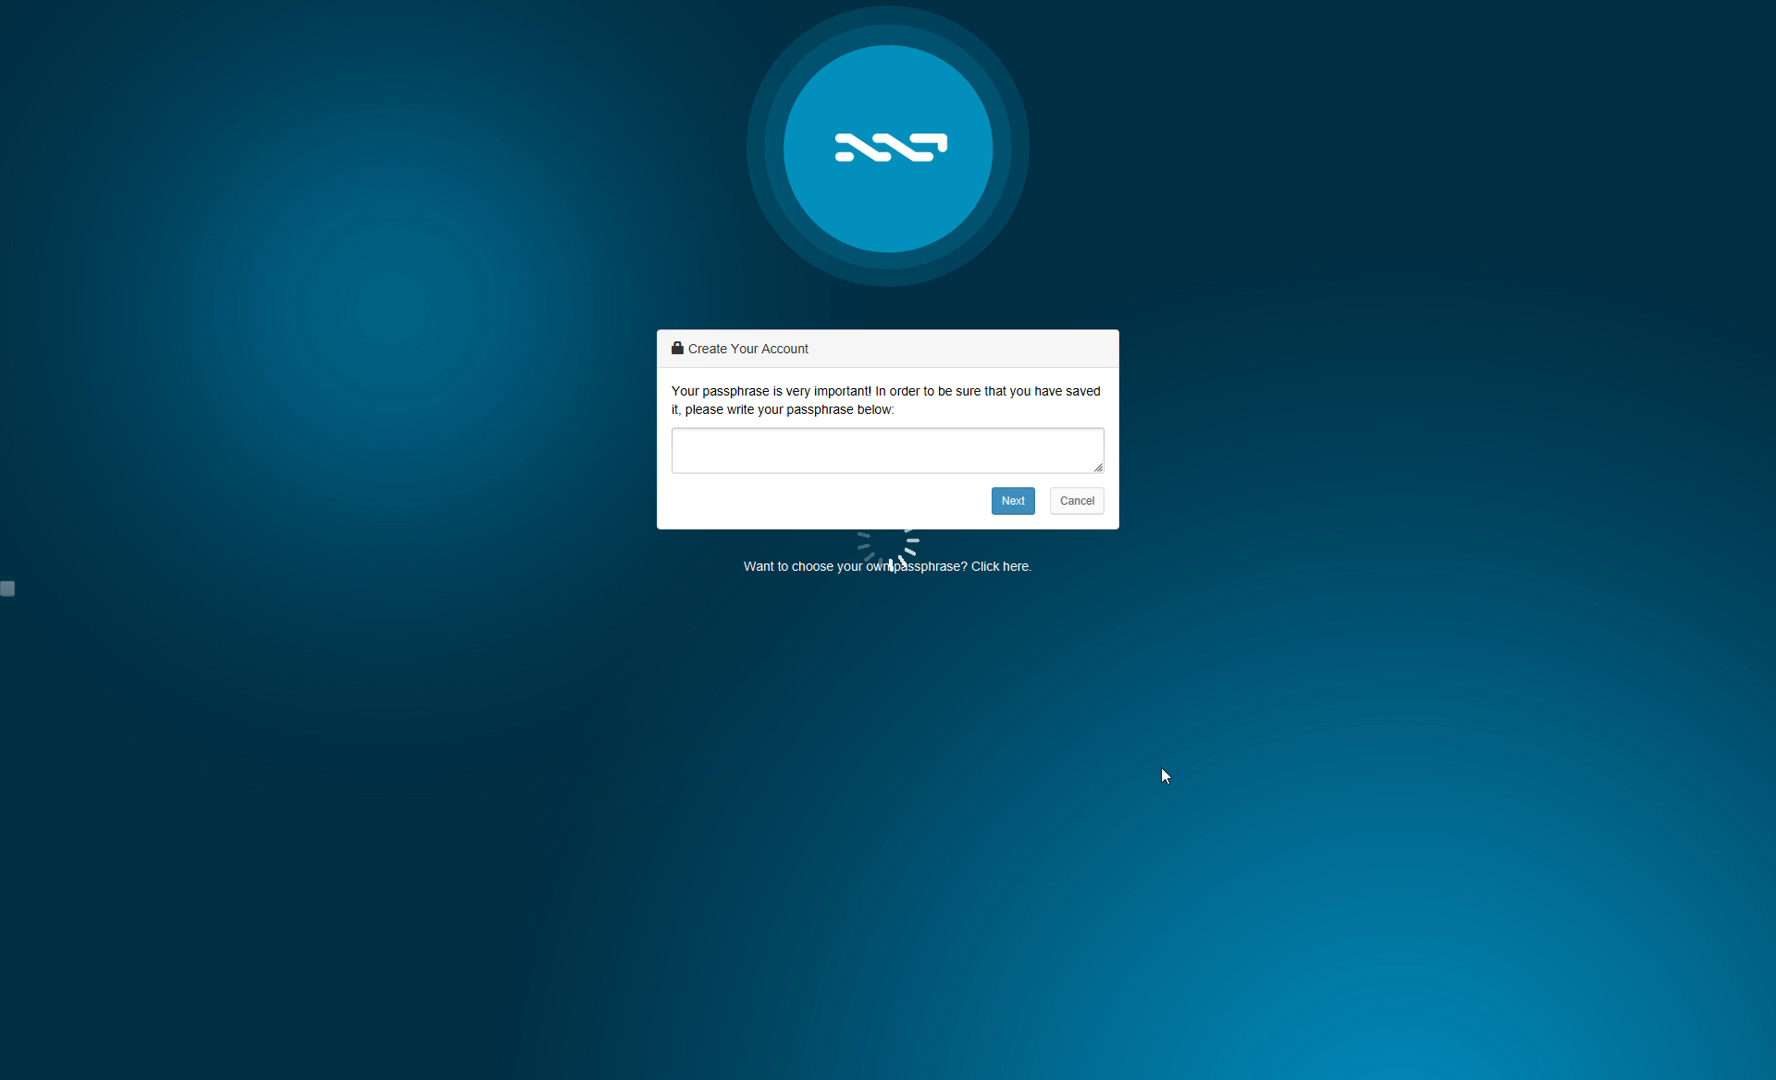 Create Your Account
Your passphrase is very important! In order to be sure that you have saved
it, please write your passphrase below:
Next
Cancel
Want to choose your own passphrase? Click here.